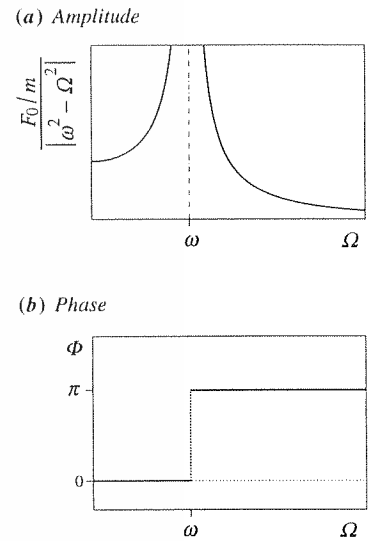 (a) Amplitude
F₀/m
|ω² − Ω²|
ω Ω
(b) Phase
Φ
π
0
ω Ω